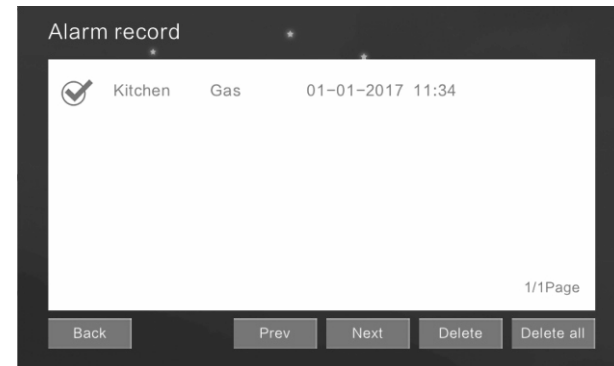 Alarm record
Kitchen Gas 01-01-2017 11:34
1/1Page
Back Prev Next Delete Delete all